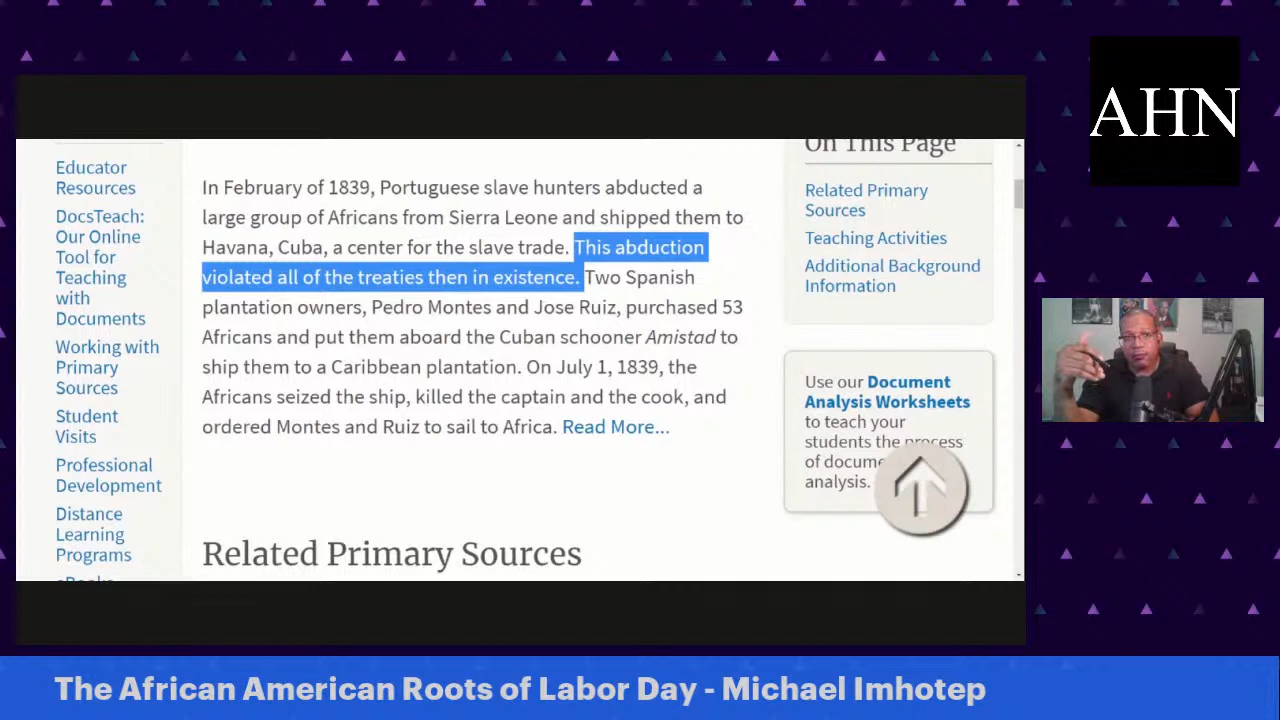 AHN
Educator
Resources
DocsTeach:
Our Online
Tool for
Teaching
with
Documents
Working with
Primary
Sources
Student
Visits
Professional
Development
Distance
Learning
Programs
eBooks
In February of 1839, Portuguese slave hunters abducted a
large group of Africans from Sierra Leone and shipped them to
Havana, Cuba, a center for the slave trade. This abduction
violated all of the treaties then in existence. Two Spanish
plantation owners, Pedro Montes and Jose Ruiz, purchased 53
Africans and put them aboard the Cuban schooner Amistad to
ship them to a Caribbean plantation. On July 1, 1839, the
Africans seized the ship, killed the captain and the cook, and
ordered Montes and Ruiz to sail to Africa. Read More...
Related Primary Sources
On This Page
Related Primary
Sources
Teaching Activities
Additional Background
Information
Use our Document
Analysis Worksheets
to teach your
students the process
of docume
analysis.
The African American Roots of Labor Day - Michael Imhotep